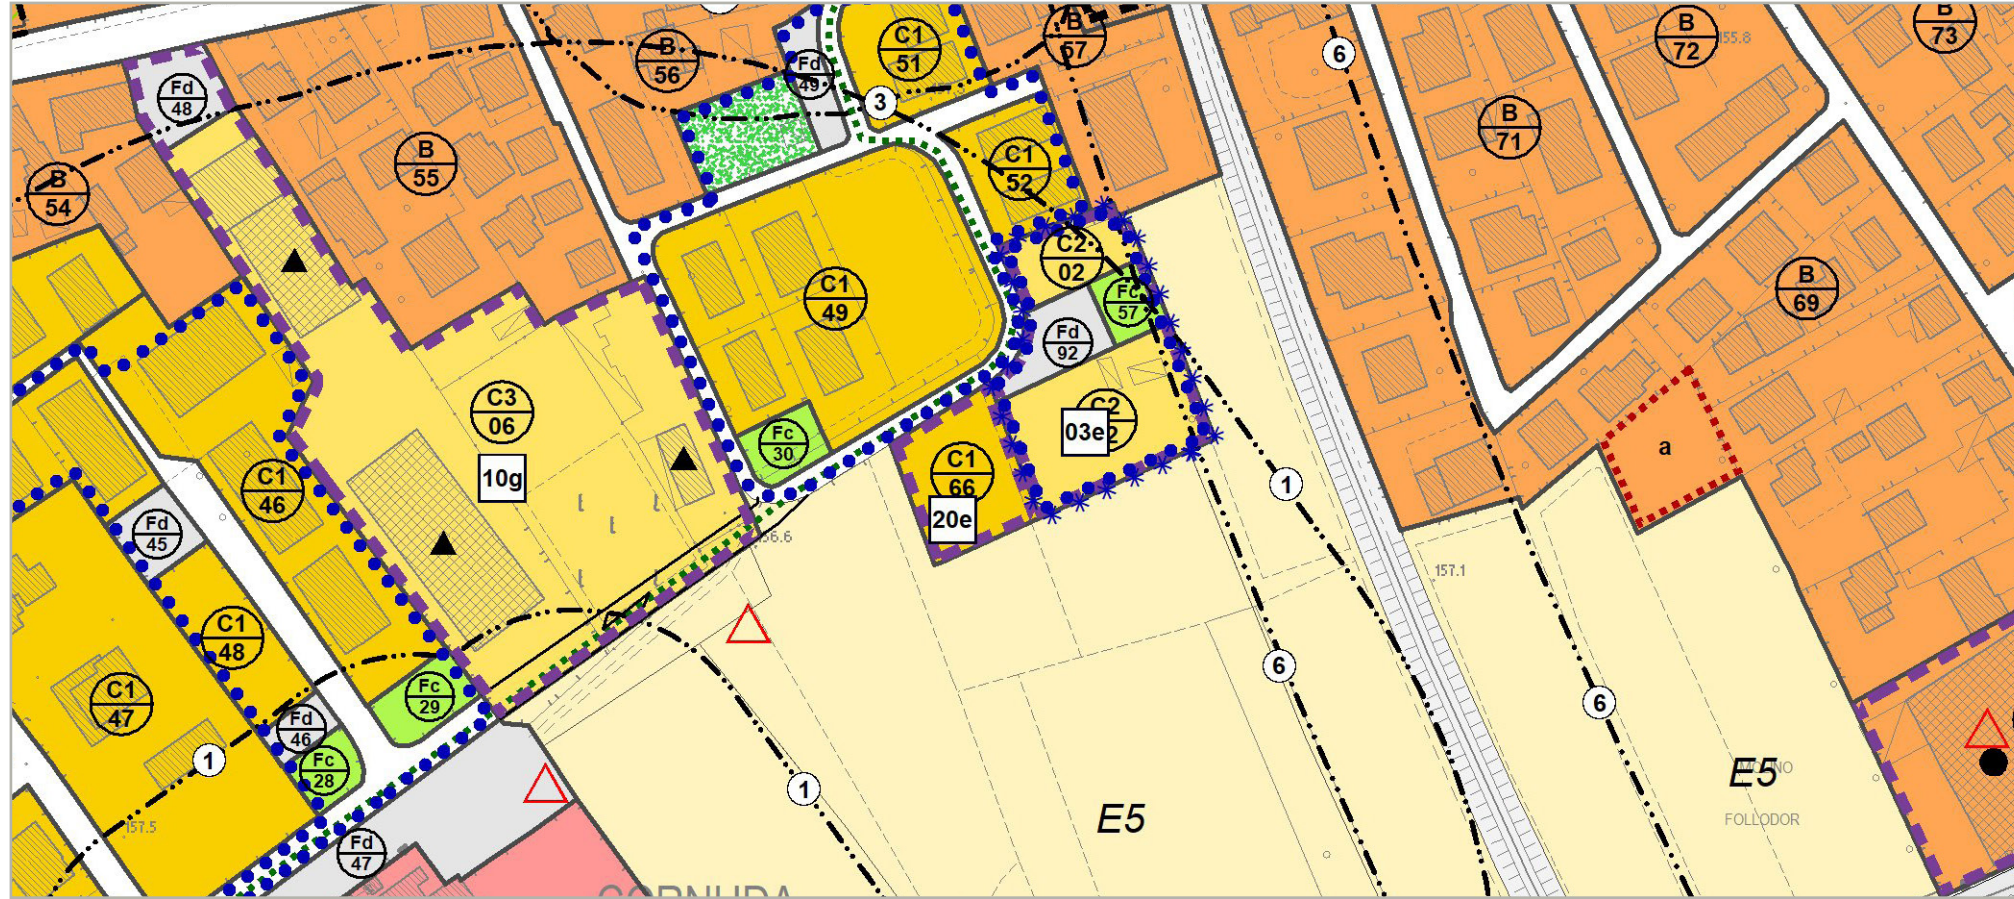 B
56
Fd
49
C1
51
B
57
6
B
72
155.8
B
73
Fd
48
3
B
71
B
55
C1
52
B
54
C2
02
B
69
C1
49
Fc
57
Fd
92
C3
06
C2
03e
Fc
30
a
C1
66
20e
10g
C1
46
1
Fd
45
156.6
157.1
C1
48
6
Fc
29
C1
47
6
Fd
46
1
Fc
28
1
E5
E5
FOLLODOR
157.5
Fd
47
CORNUDA